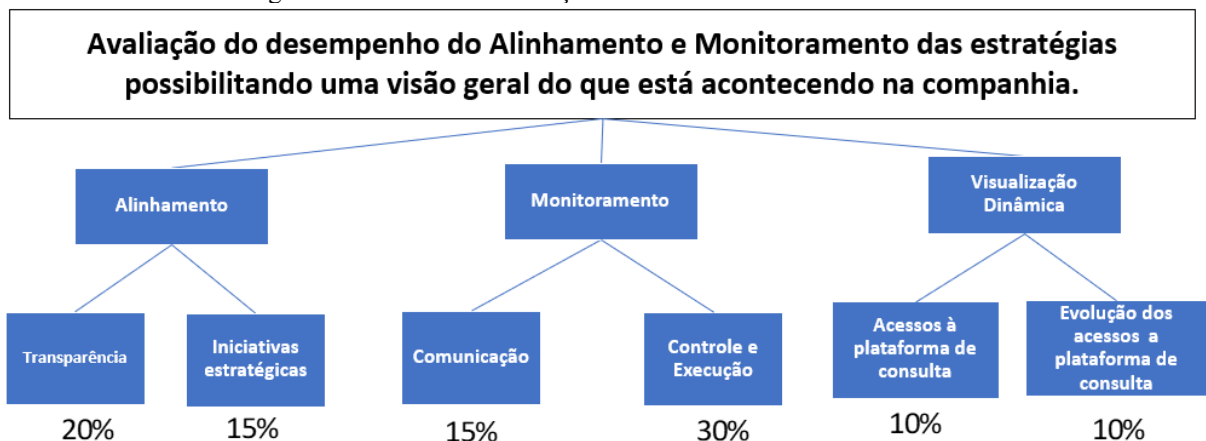 Avaliação do desempenho do Alinhamento e Monitoramento das estratégias
possibilitando uma visão geral do que está acontecendo na companhia.
Alinhamento
Monitoramento
Visualização
Dinâmica
Transparência
Iniciativas
estratégicas
Comunicação
Controle e
Execução
Acessos à
plataforma de
consulta
Evolução dos
acessos a
plataforma de
consulta
20%
15%
15%
30%
10%
10%